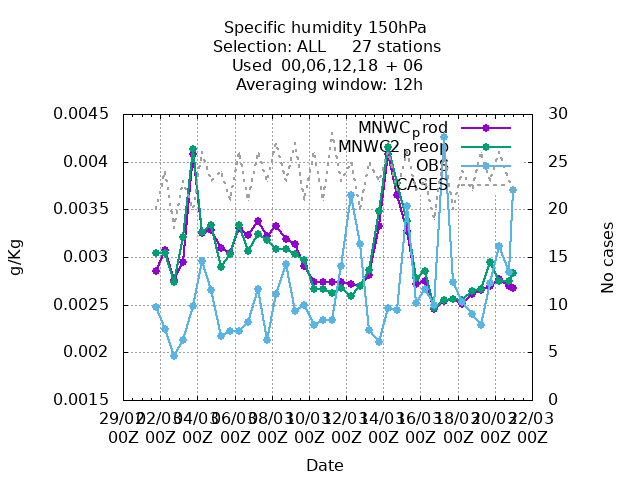 Specific humidity 150hPa
Selection: ALL 27 stations
Used 00,06,12,18 + 06
Averaging window: 12h
0.0045
0.004
0.0035
0.003
0.0025
0.002
0.0015
g/Kg
30
25
20
15
10
5
0
No cases
MNWCprod
MNWC2preop
OBS
CASES
29/02 02/03 04/03 06/03 08/03 10/03 12/03 14/03 16/03 18/03 20/03 22/03
00Z 00Z 00Z 00Z 00Z 00Z 00Z 00Z 00Z 00Z 00Z 00Z
Date